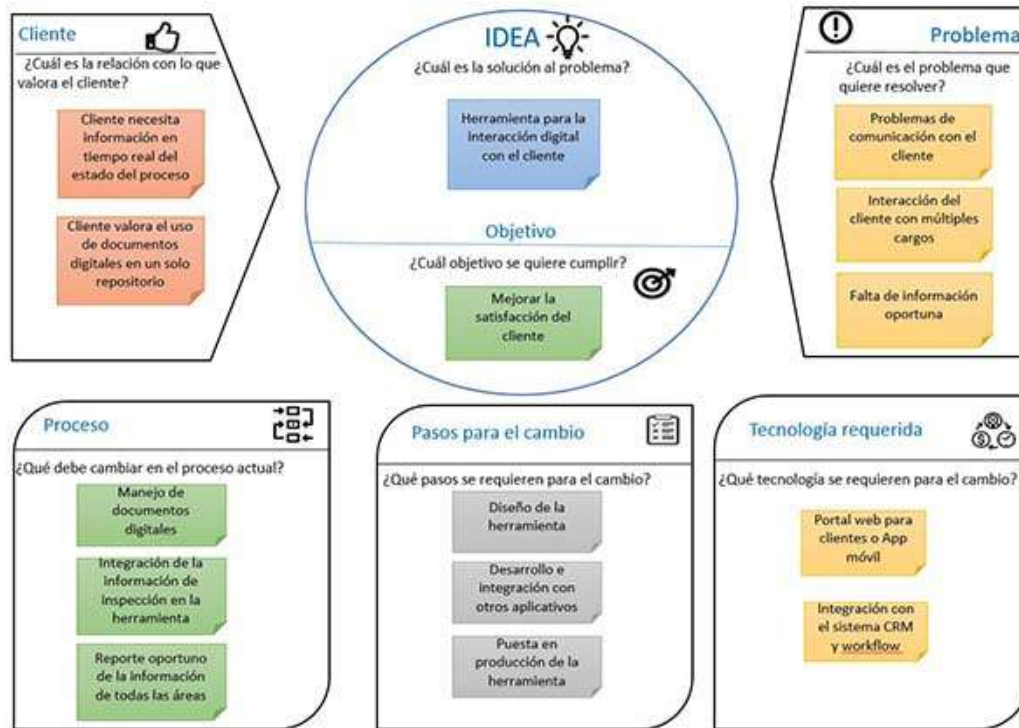 Cliente
¿Cuál es la relación con lo que
valora el cliente?
Cliente necesita
información en
tiempo real del
estado del proceso
Cliente valora el uso
de documentos
digitales en un solo
repositorio
IDEA
¿Cuál es la solución al problema?
Herramienta para la
interacción digital
con el cliente
Objetivo
¿Cuál objetivo se quiere cumplir?
Mejorar la
satisfacción del
cliente
Problema
¿Cuál es el problema que
quiere resolver?
Problemas de
comunicación con el
cliente
Interacción del
cliente con múltiples
cargos
Falta de información
oportuna
Proceso
¿Qué debe cambiar en el proceso actual?
Manejo de
documentos
digitales
Integración de la
información de
inspección en la
herramienta
Reporte oportuno
de la información
de todas las áreas
Pasos para el cambio
¿Qué pasos se requieren para el cambio?
Diseño de la
herramienta
Desarrollo e
integración con
otros aplicativos
Puesta en
producción de la
herramienta
Tecnología requerida
¿Qué tecnología se requieren para el cambio?
Portal web para
clientes o App
móvil
Integración con
el sistema CRM
y workflow